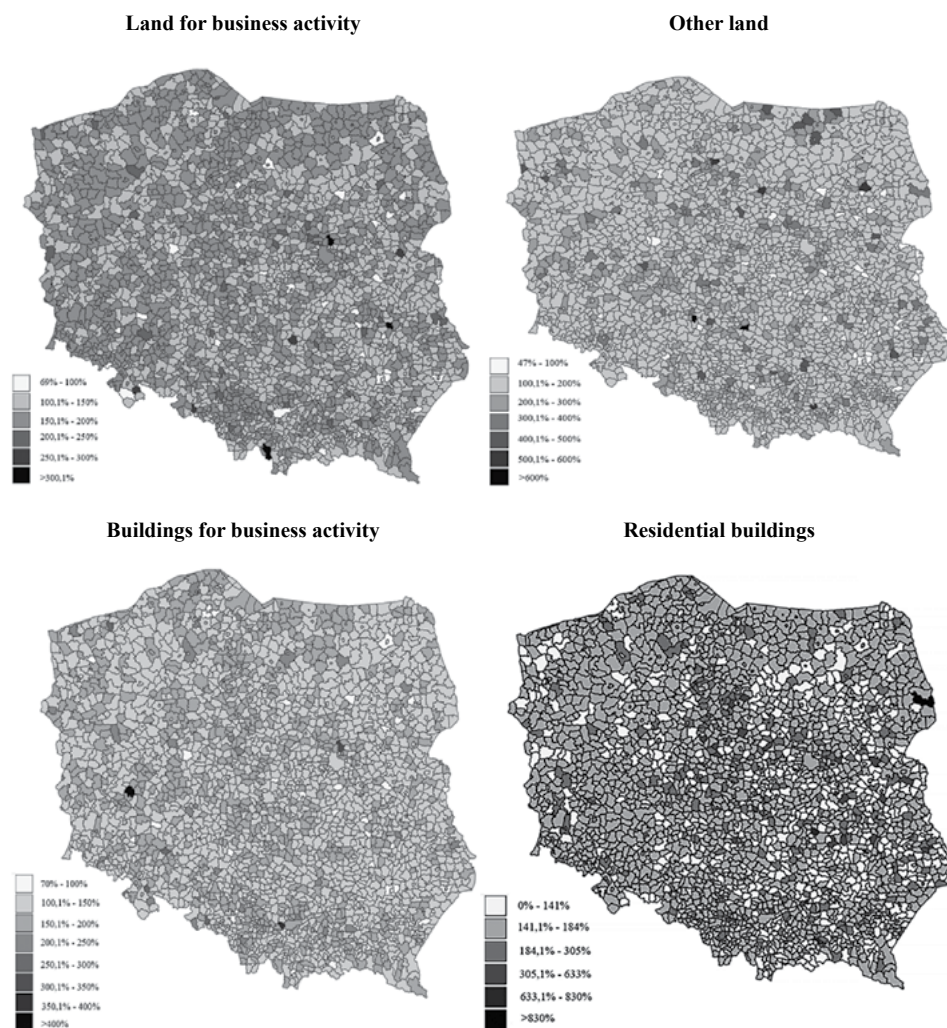 Land for business activity
Other land
69% - 100%
100,1% - 150%
150,1% - 200%
200,1% - 250%
250,1% - 300%
>300,1%
47% - 100%
100,1% - 200%
200,1% - 300%
300,1% - 400%
400,1% - 500%
500,1% - 600%
>600%
Buildings for business activity
Residential buildings
70% - 100%
100,1% - 150%
150,1% - 200%
200,1% - 250%
250,1% - 300%
300,1% - 350%
350,1% - 400%
>400%
0% - 141%
141,1% - 184%
184,1% - 305%
305,1% - 633%
633,1% - 830%
>830%